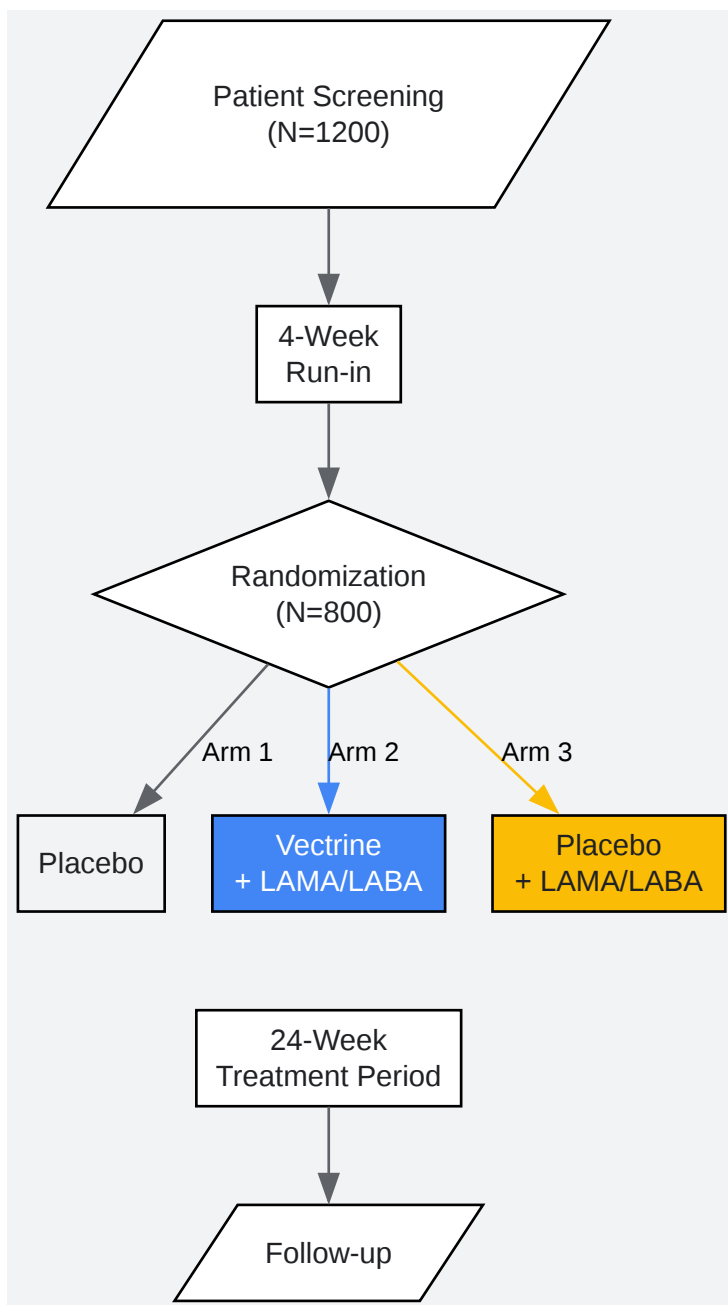 Patient Screening
(N=1200)
4-Week
Run-in
Randomization
(N=800)
Arm 1
Arm 2
Arm 3
Placebo
Vectrine
+ LAMA/LABA
Placebo
+ LAMA/LABA
24-Week
Treatment Period
Follow-up